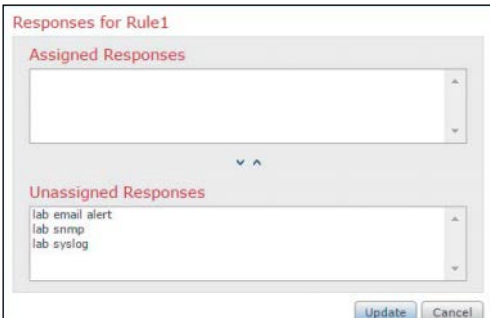 Responses for Rule1
Assigned Responses
Unassigned Responses
lab email alert
lab snmp
lab syslog
Update Cancel